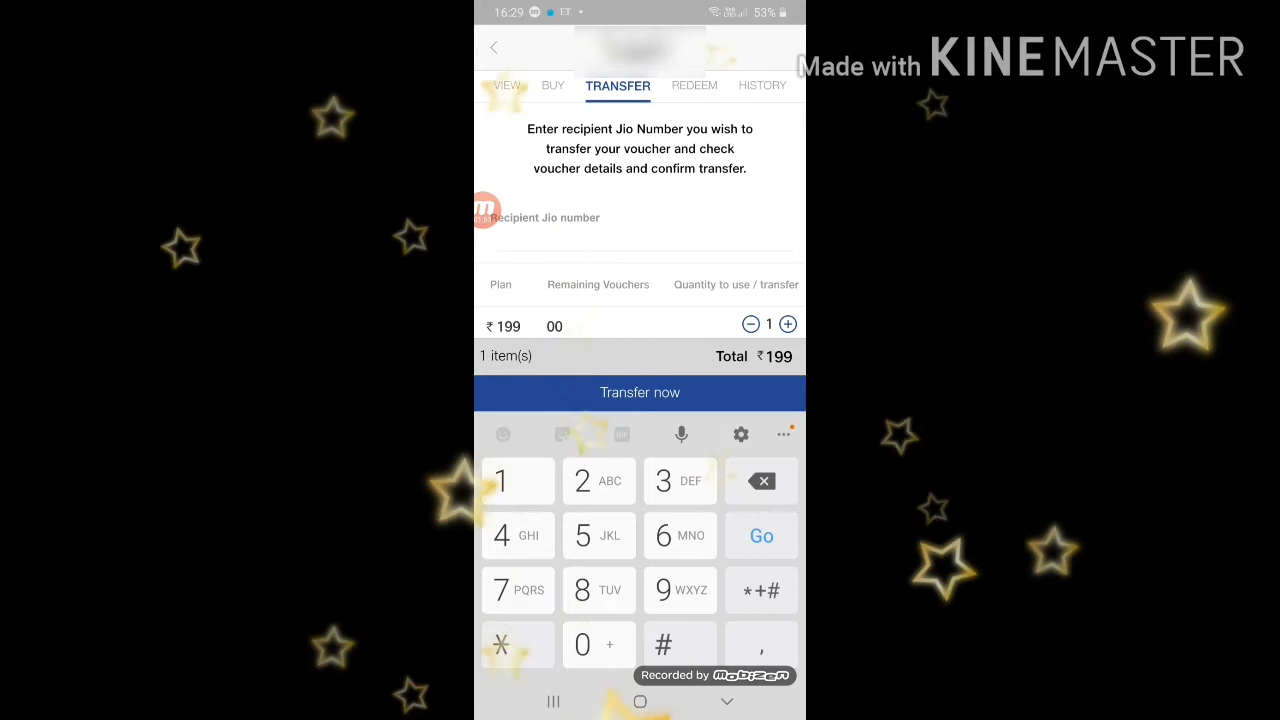 16:29 ET 53%
Made with KINEMASTER
VIEW BUY TRANSFER REDEEM HISTORY
Enter recipient Jio Number you wish to
transfer your voucher and check
voucher details and confirm transfer.
Recipient Jio number
Plan Remaining Vouchers Quantity to use / transfer
₹ 199 00 1
1 item(s) Total ₹199
Transfer now
GIF
1 2 ABC 3 DEF
4 GHI 5 JKL 6 MNO Go
7 PQRS 8 TUV 9 WXYZ *+#
* 0 + # ,
Recorded by mobizen